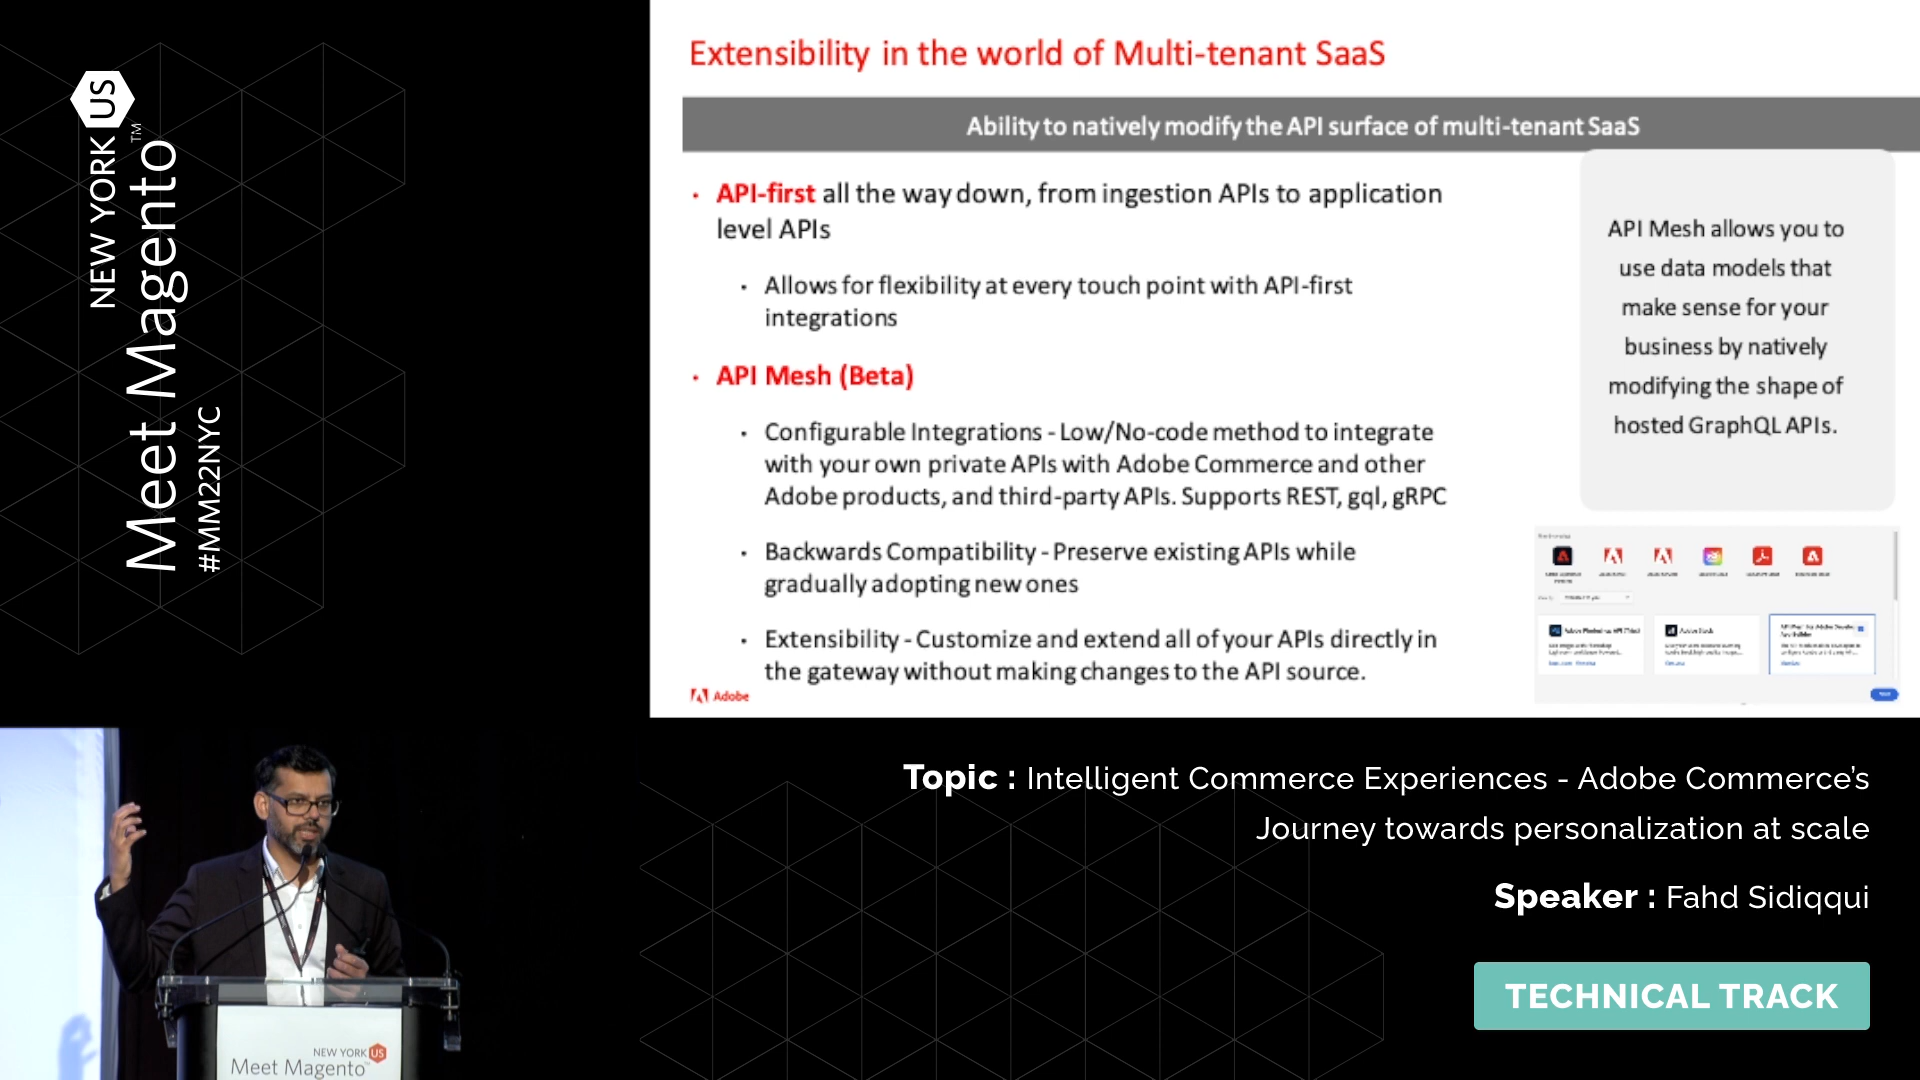 NEW YORK US
Meet Magento™
#MM22NYC
Extensibility in the world of Multi-tenant SaaS
Ability to natively modify the API surface of multi-tenant SaaS
• API-first all the way down, from ingestion APIs to application
level APIs
• Allows for flexibility at every touch point with API-first
integrations
• API Mesh (Beta)
• Configurable Integrations - Low/No-code method to integrate
with your own private APIs with Adobe Commerce and other
Adobe products, and third-party APIs. Supports REST, gql, gRPC
• Backwards Compatibility - Preserve existing APIs while
gradually adopting new ones
• Extensibility - Customize and extend all of your APIs directly in
the gateway without making changes to the API source.
Adobe
API Mesh allows you to
use data models that
make sense for your
business by natively
modifying the shape of
hosted GraphQL APIs.
Adobe Stock
Topic : Intelligent Commerce Experiences - Adobe Commerce's
Journey towards personalization at scale
Speaker : Fahd Sidiqqui
TECHNICAL TRACK
NEW YORK US
Meet Magento